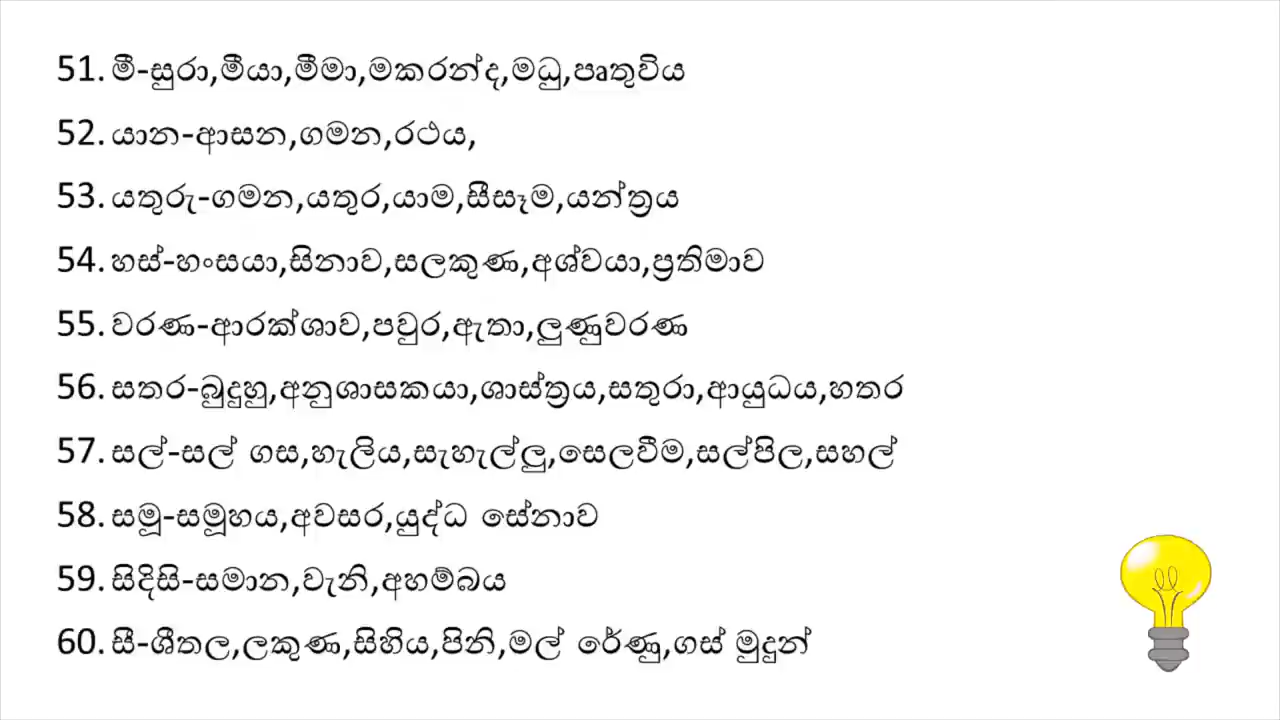 51. මී-සුරා,මීයා,මීමා,මකරන්ද,මධු,පෘතුවිය
52. යාන-ආසන,ගමන,රථය,
53. යතුරු-ගමන,යතුර,යාම,සීසෑම,යන්ත්‍රය
54. හස්-හංසයා,සිනාව,සලකුණ,අශ්වයා,ප්‍රතිමාව
55. වරණ-ආරක්ශාව,පවුර,ඇතා,ලුණුවරණ
56. සතර-බුදුහු,අනුශාසකයා,ශාස්ත්‍රය,සතුරා,ආයුධය,හතර
57. සල්-සල් ගස,හැලිය,සැහැල්ලු,සෙලවීම,සල්පිල,සහල්
58. සමූ-සමූහය,අවසර,යුද්ධ සේනාව
59. සිදිසි-සමාන,වැනි,අහම්බය
60. සී-ශීතල,ලකුණ,සිහිය,පිනි,මල් රේණු,ගස් මුදුන්